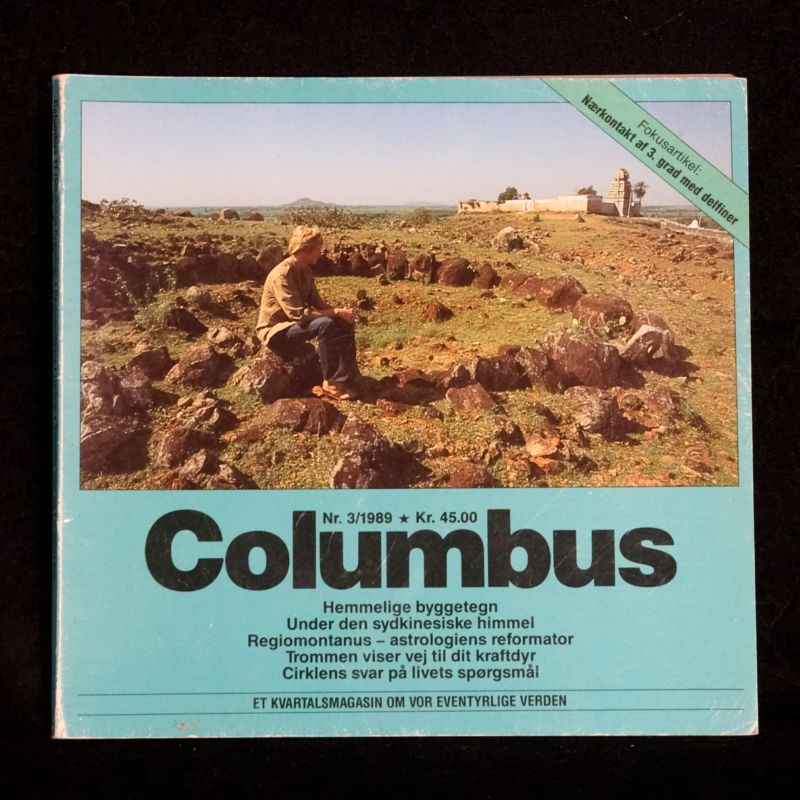 Fokusartikel:
Nærkontakt af 3. grad med delfiner
Nr. 3/1989 ★ Kr. 45.00
Columbus
Hemmelige byggetegn
Under den sydkinesiske himmel
Regiomontanus – astrologiens reformator
Trommen viser vej til dit kraftdyr
Cirklens svar på livets spørgsmål
ET KVARTALSMAGASIN OM VOR EVENTYRLIGE VERDEN